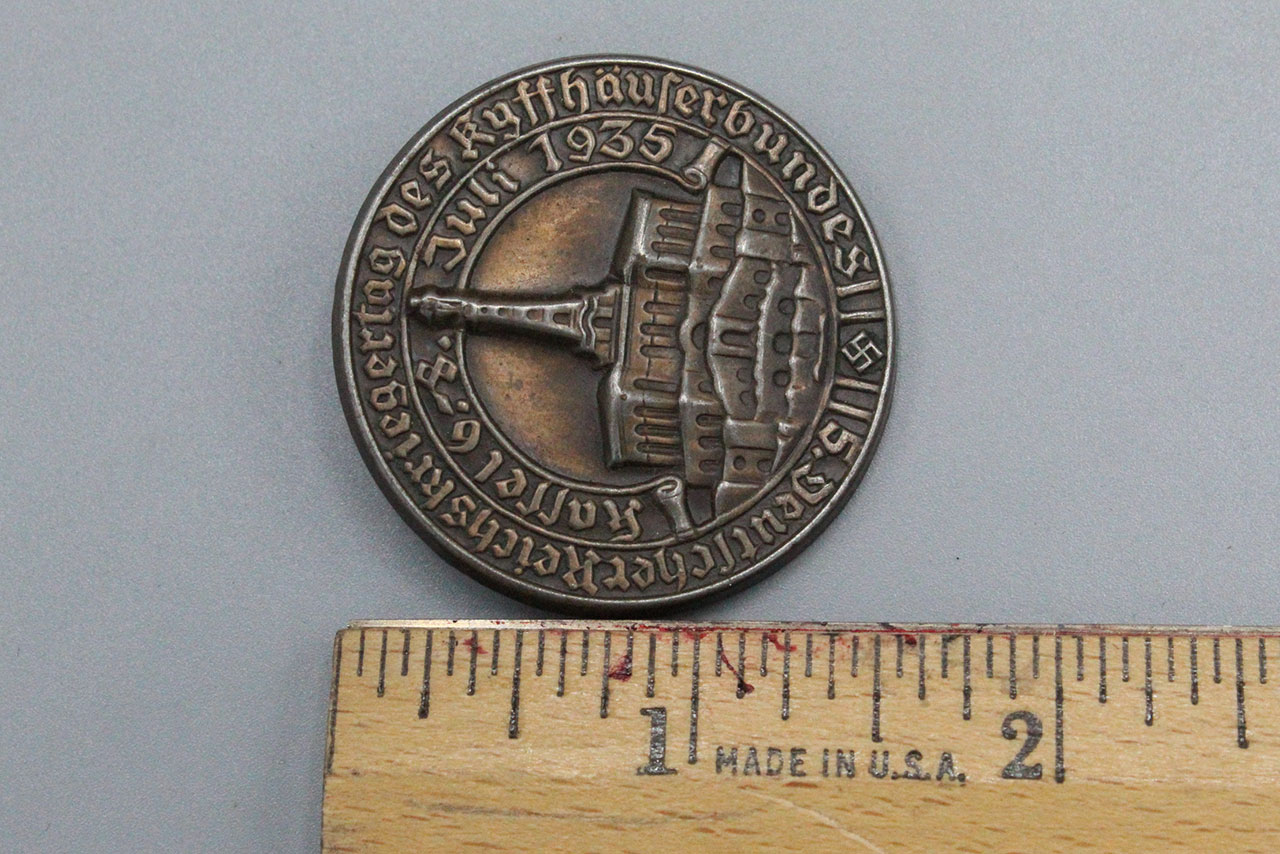 5. Deutscher Reichskriegertag des Kyffhäuserbundes
Kassel 6.-8. Juli 1935
1 MADE IN U.S.A. 2